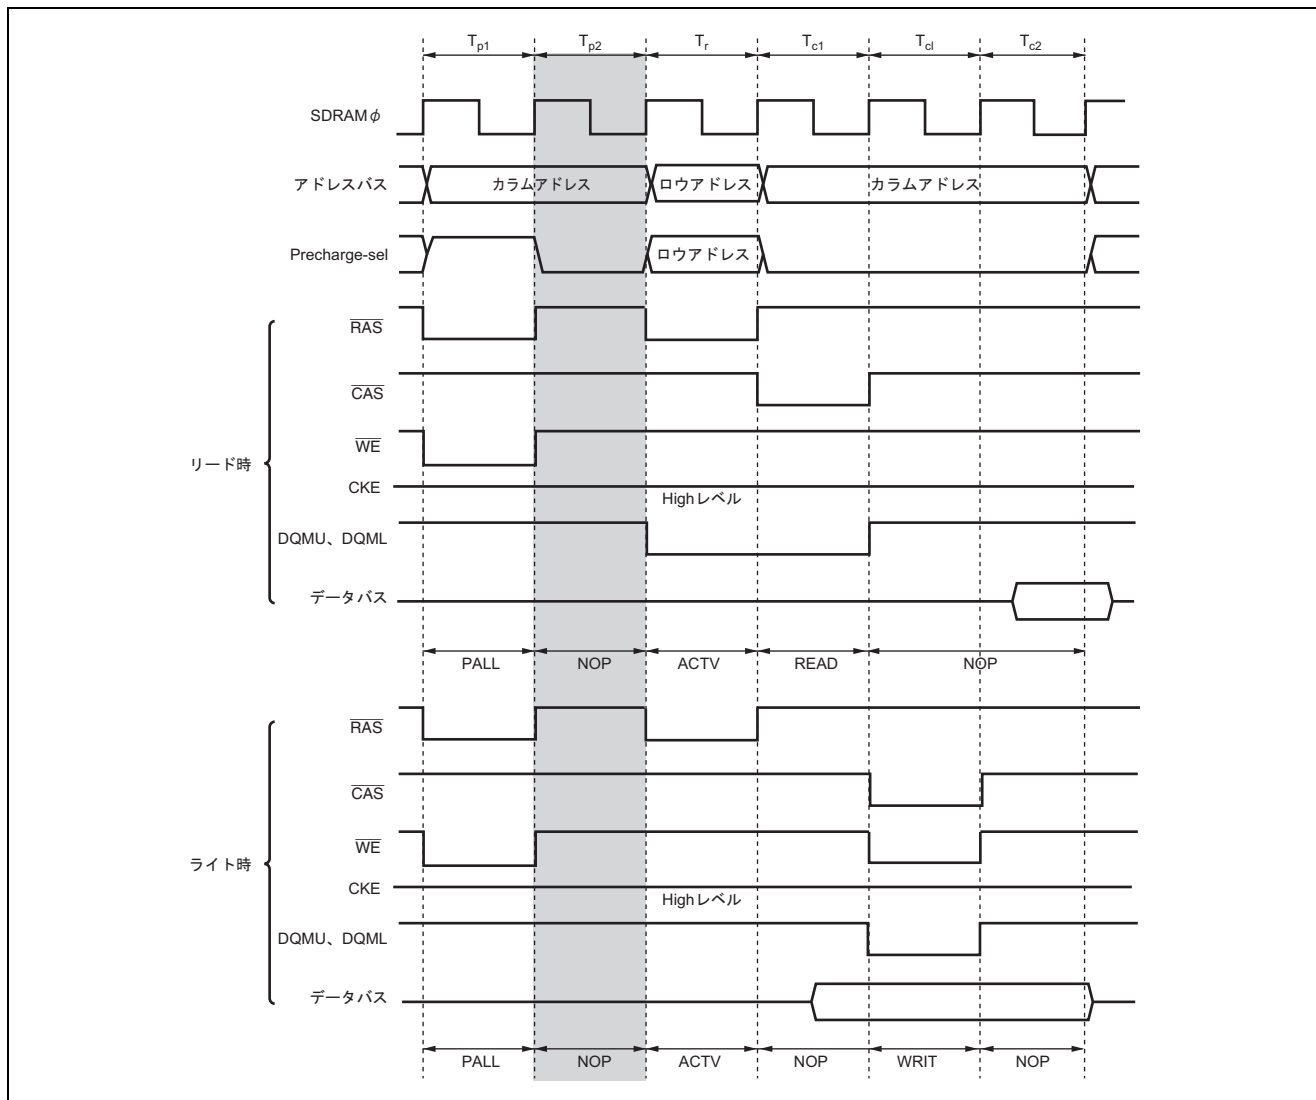 Tp1 Tp2 Tr Tc1 Tcl Tc2
SDRAMφ
アドレスバス カラムアドレス ロウアドレス カラムアドレス
Precharge-sel ロウアドレス
リード時
RAS
CAS
WE
CKE Highレベル
DQMU、DQML
データバス
PALL NOP ACTV READ NOP
ライト時
RAS
CAS
WE
CKE Highレベル
DQMU、DQML
データバス
PALL NOP ACTV NOP WRIT NOP